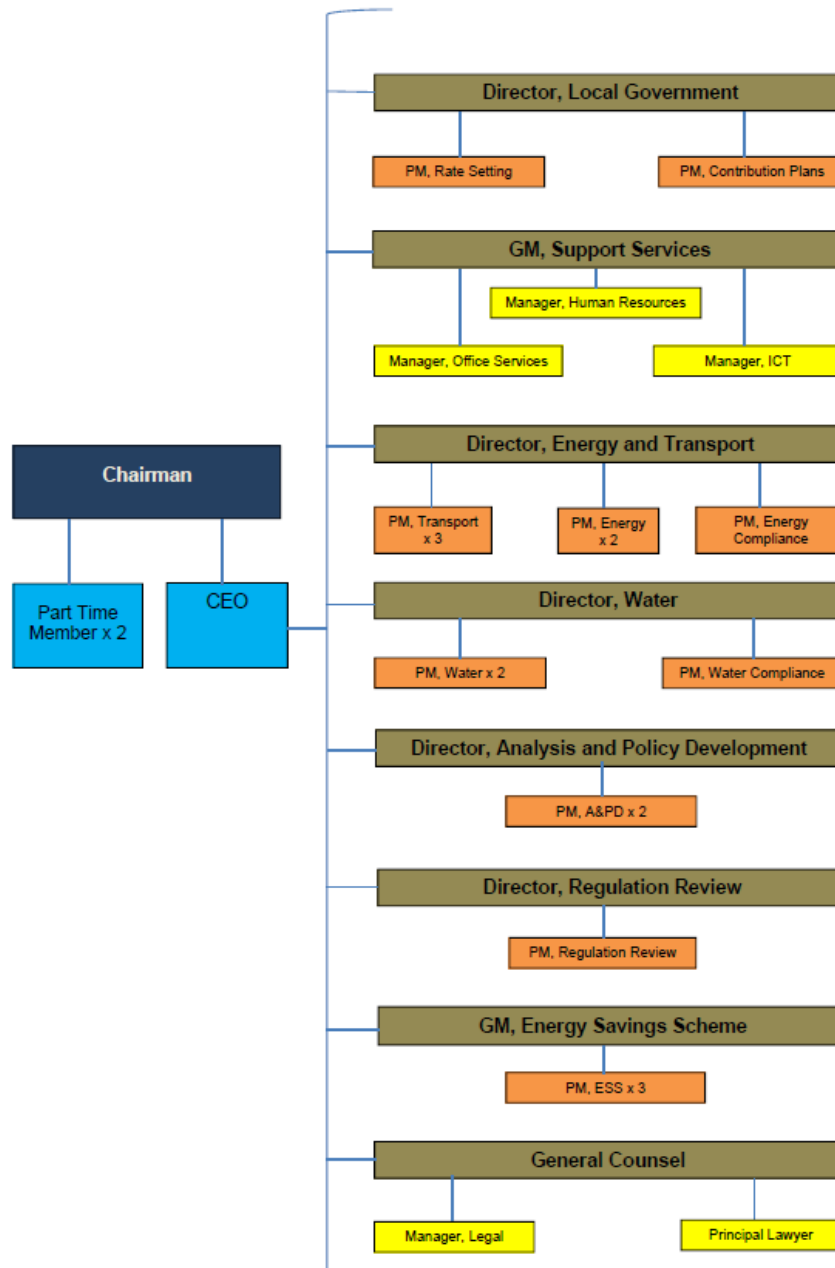 Director, Local Government
PM, Rate Setting
PM, Contribution Plans
GM, Support Services
Manager, Human Resources
Manager, Office Services
Manager, ICT
Chairman
Part Time
Member x 2
CEO
Director, Energy and Transport
PM, Transport
x 3
PM, Energy
x 2
PM, Energy
Compliance
Director, Water
PM, Water x 2
PM, Water Compliance
Director, Analysis and Policy Development
PM, A&PD x 2
Director, Regulation Review
PM, Regulation Review
GM, Energy Savings Scheme
PM, ESS x 3
General Counsel
Manager, Legal
Principal Lawyer